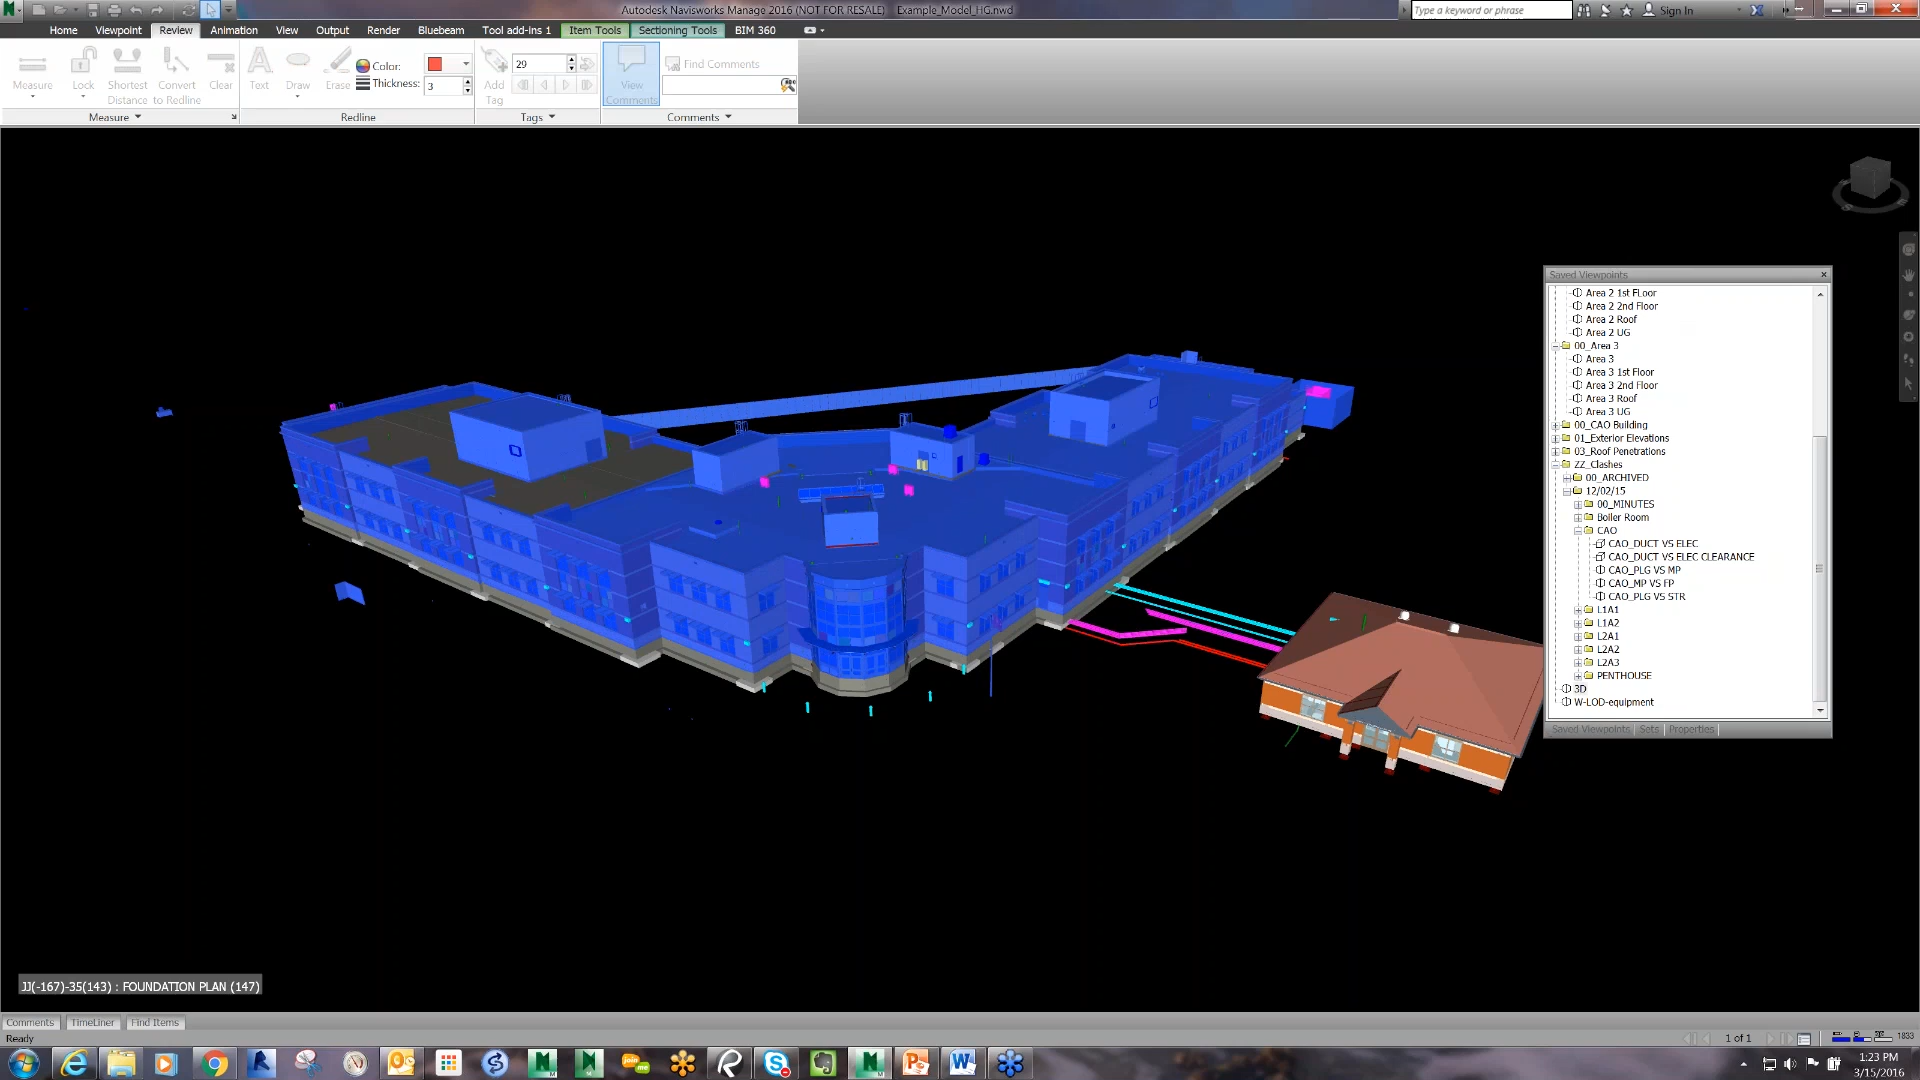 Autodesk Navisworks Manage 2016 (NOT FOR RESALE) Example_Model_HG.nwd
Type a keyword or phrase
Sign In
Home Viewpoint Review Animation View Output Render Bluebeam Tool add-ins 1 Item Tools Sectioning Tools BIM 360
Measure Lock Shortest Distance Convert to Redline Clear
Text Draw Erase Color: Thickness: 3
Add Tag 29
View Comments Find Comments
Measure Redline Tags Comments
Saved Viewpoints
Area 2 1st FLoor
Area 2 2nd Floor
Area 2 Roof
Area 2 UG
00_Area 3
Area 3
Area 3 1st Floor
Area 3 2nd Floor
Area 3 Roof
Area 3 UG
00_CAO Building
01_Exterior Elevations
03_Roof Penetrations
ZZ_Clashes
00_ARCHIVED
12/02/15
00_MINUTES
Boiler Room
CAO
CAO_DUCT VS ELEC
CAO_DUCT VS ELEC CLEARANCE
CAO_PLG VS MP
CAO_MP VS FP
CAO_PLG VS STR
L1A1
L1A2
L2A1
L2A2
L2A3
PENTHOUSE
3D
W-LOD-equipment
Saved Viewpoints Sets Properties
JJ(-167)-35(143) : FOUNDATION PLAN (147)
Comments TimeLiner Find Items
Ready
1 of 1
1833
1:23 PM
3/15/2016